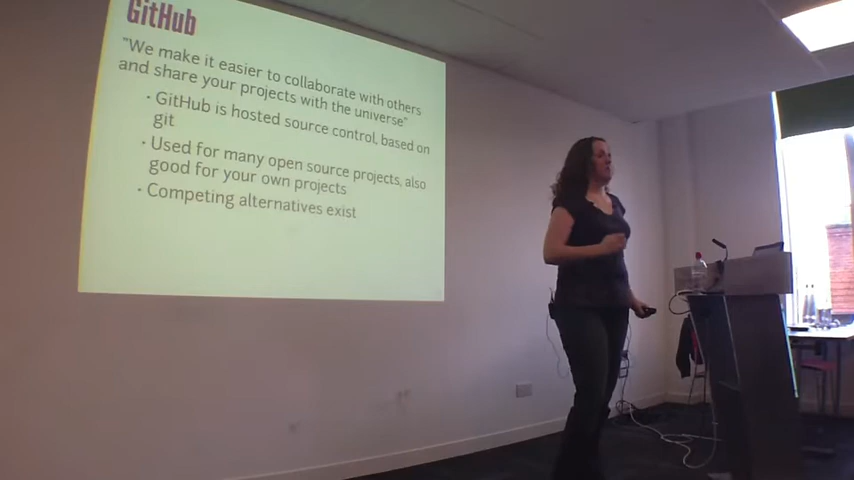 GitHub
"We make it easier to collaborate with others
and share your projects with the universe"
· GitHub is hosted source control, based on
git
· Used for many open source projects, also
good for your own projects
· Competing alternatives exist